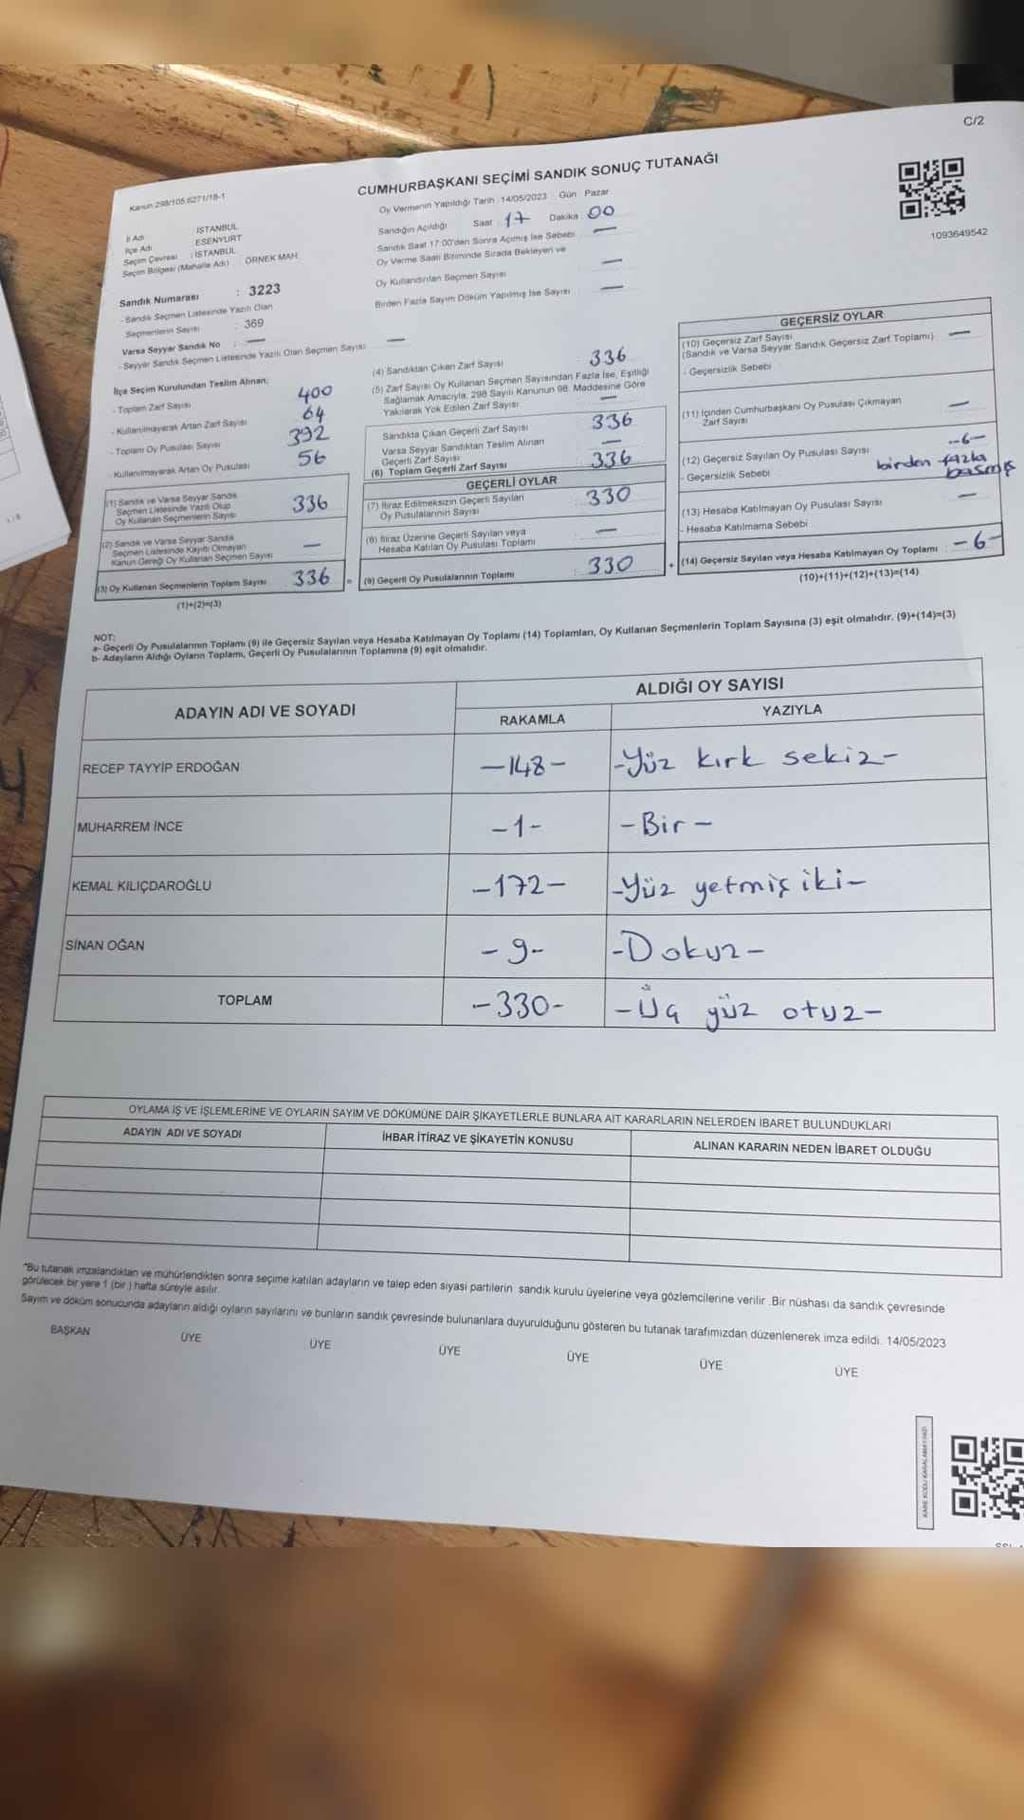 C/2
Kanun 298/105.6271/18-1
CUMHURBAŞKANI SEÇİMİ SANDIK SONUÇ TUTANAĞI
1093649542
İl Adı İSTANBUL
İlçe Adı ESENYURT
Seçim Çevresi : İSTANBUL
Seçim Bölgesi (Mahalle Adı) ÖRNEK MAH.
Sandık Numarası : 3223
- Sandık Seçmen Listesinde Yazılı Olan
Seçmenlerin Sayısı : 369
Varsa Seyyar Sandık No —
- Seyyar Sandık Seçmen Listesinde Yazılı Olan Seçmen Sayısı —
İlçe Seçim Kurulundan Teslim Alınan;
- Toplam Zarf Sayısı 400
- Kullanılmayarak Artan Zarf Sayısı 64
- Toplam Oy Pusulası Sayısı 392
- Kullanılmayarak Artan Oy Pusulası 56
(1) Sandık ve Varsa Seyyar Sandık
Seçmen Listesinde Yazılı Olup
Oy Kullanan Seçmenlerin Sayısı 336
(2) Sandık ve Varsa Seyyar Sandık
Seçmen Listesinde Kayıtlı Olmayan
Kanun Gereği Oy Kullanan Seçmen Sayısı —
(3) Oy Kullanan Seçmenlerin Toplam Sayısı 336
(1)+(2)=(3)
Oy Vermenin Yapıldığı Tarih : 14/05/2023 Gün Pazar
Sandığın Açıldığı Saat 17 Dakika 00
Sandık Saat 17:00'den Sonra Açılmış İse Sebebi —
Oy Verme Saati Bitiminde Sırada Bekleyen ve
Oy Kullandırılan Seçmen Sayısı —
Birden Fazla Sayım Döküm Yapılmış İse Sayısı —
(4) Sandıktan Çıkan Zarf Sayısı 336
(5) Zarf Sayısı Oy Kullanan Seçmen Sayısından Fazla İse, Eşitliği
Sağlamak Amacıyla, 298 Sayılı Kanunun 98. Maddesine Göre
Yakılarak Yok Edilen Zarf Sayısı —
Sandıkta Çıkan Geçerli Zarf Sayısı 336
Varsa Seyyar Sandıktan Teslim Alınan
Geçerli Zarf Sayısı —
(6) Toplam Geçerli Zarf Sayısı 336
GEÇERLİ OYLAR
(7) İtiraz Edilmeksizin Geçerli Sayılan
Oy Pusulalarının Sayısı 330
(8) İtiraz Üzerine Geçerli Sayılan veya
Hesaba Katılan Oy Pusulası Toplamı —
= (9) Geçerli Oy Pusulalarının Toplamı 330
GEÇERSİZ OYLAR
(10) Geçersiz Zarf Sayısı
(Sandık ve Varsa Seyyar Sandık Geçersiz Zarf Toplamı) —
- Geçersizlik Sebebi
(11) İçinden Cumhurbaşkanı Oy Pusulası Çıkmayan
Zarf Sayısı —
(12) Geçersiz Sayılan Oy Pusulası Sayısı -6-
- Geçersizlik Sebebi birden fazla
basmış
(13) Hesaba Katılmayan Oy Pusulası Sayısı —
- Hesaba Katılmama Sebebi
+ (14) Geçersiz Sayılan veya Hesaba Katılmayan Oy Toplamı -6-
(10)+(11)+(12)+(13)=(14)
NOT:
a- Geçerli Oy Pusulalarının Toplamı (9) ile Geçersiz Sayılan veya Hesaba Katılmayan Oy Toplamı (14) Toplamları, Oy Kullanan Seçmenlerin Toplam Sayısına (3) eşit olmalıdır. (9)+(14)=(3)
b- Adayların Aldığı Oyların Toplamı, Geçerli Oy Pusulalarının Toplamına (9) eşit olmalıdır.
ADAYIN ADI VE SOYADI
ALDIĞI OY SAYISI
RAKAMLA YAZIYLA
RECEP TAYYİP ERDOĞAN -148- -Yüz kırk sekiz-
MUHARREM İNCE -1- -Bir-
KEMAL KILIÇDAROĞLU -172- -Yüz yetmiş iki-
SİNAN OĞAN -9- -Dokuz-
TOPLAM -330- -Üç yüz otuz-
OYLAMA İŞ VE İŞLEMLERİNE VE OYLARIN SAYIM VE DÖKÜMÜNE DAİR ŞİKAYETLERLE BUNLARA AİT KARARLARIN NELERDEN İBARET BULUNDUKLARI
ADAYIN ADI VE SOYADI İHBAR İTİRAZ VE ŞİKAYETİN KONUSU ALINAN KARARIN NEDEN İBARET OLDUĞU
"Bu tutanak imzalandıktan ve mühürlendikten sonra seçime katılan adayların ve talep eden siyasi partilerin sandık kurulu üyelerine veya gözlemcilerine verilir .Bir nüshası da sandık çevresinde
görülecek bir yere 1 (bir ) hafta süreyle asılır.
Sayım ve döküm sonucunda adayların aldığı oyların sayılarını ve bunların sandık çevresinde bulunanlara duyurulduğunu gösteren bu tutanak tarafımızdan düzenlenerek imza edildi. 14/05/2023
BAŞKAN ÜYE ÜYE ÜYE ÜYE ÜYE ÜYE
KARE KODU KARALAMAYINIZ!